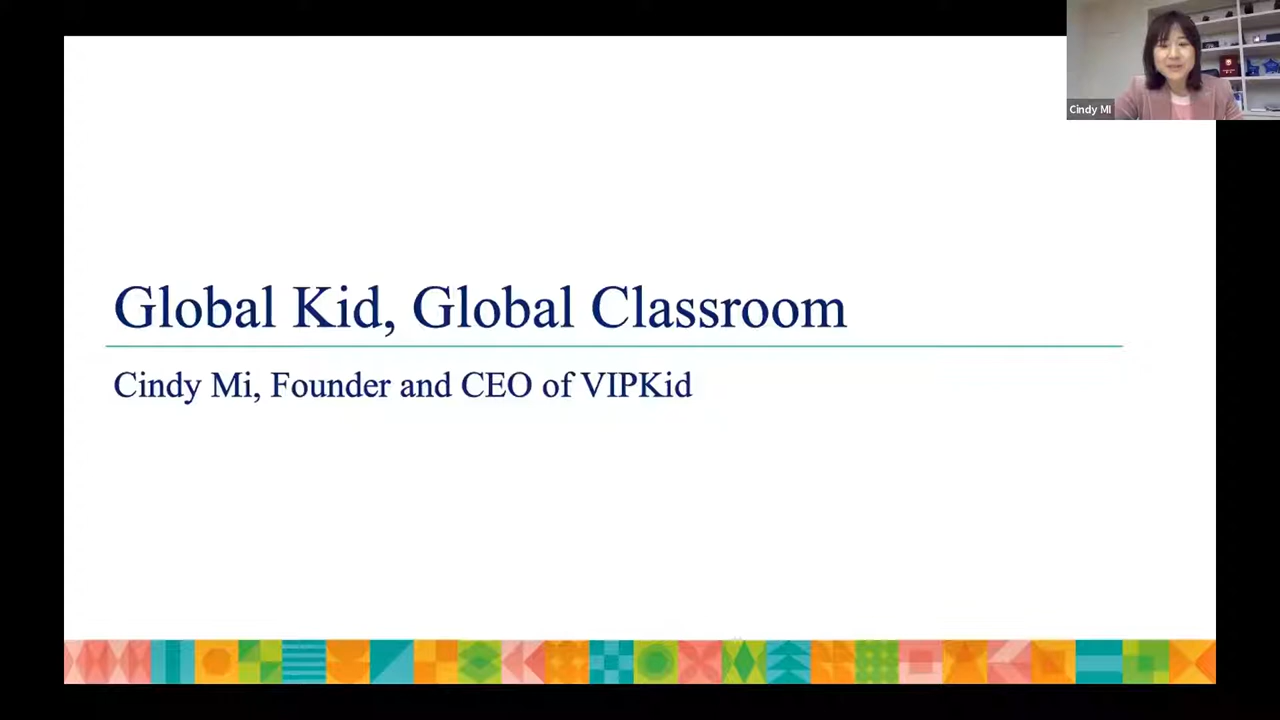 Cindy MI
Global Kid, Global Classroom
Cindy Mi, Founder and CEO of VIPKid